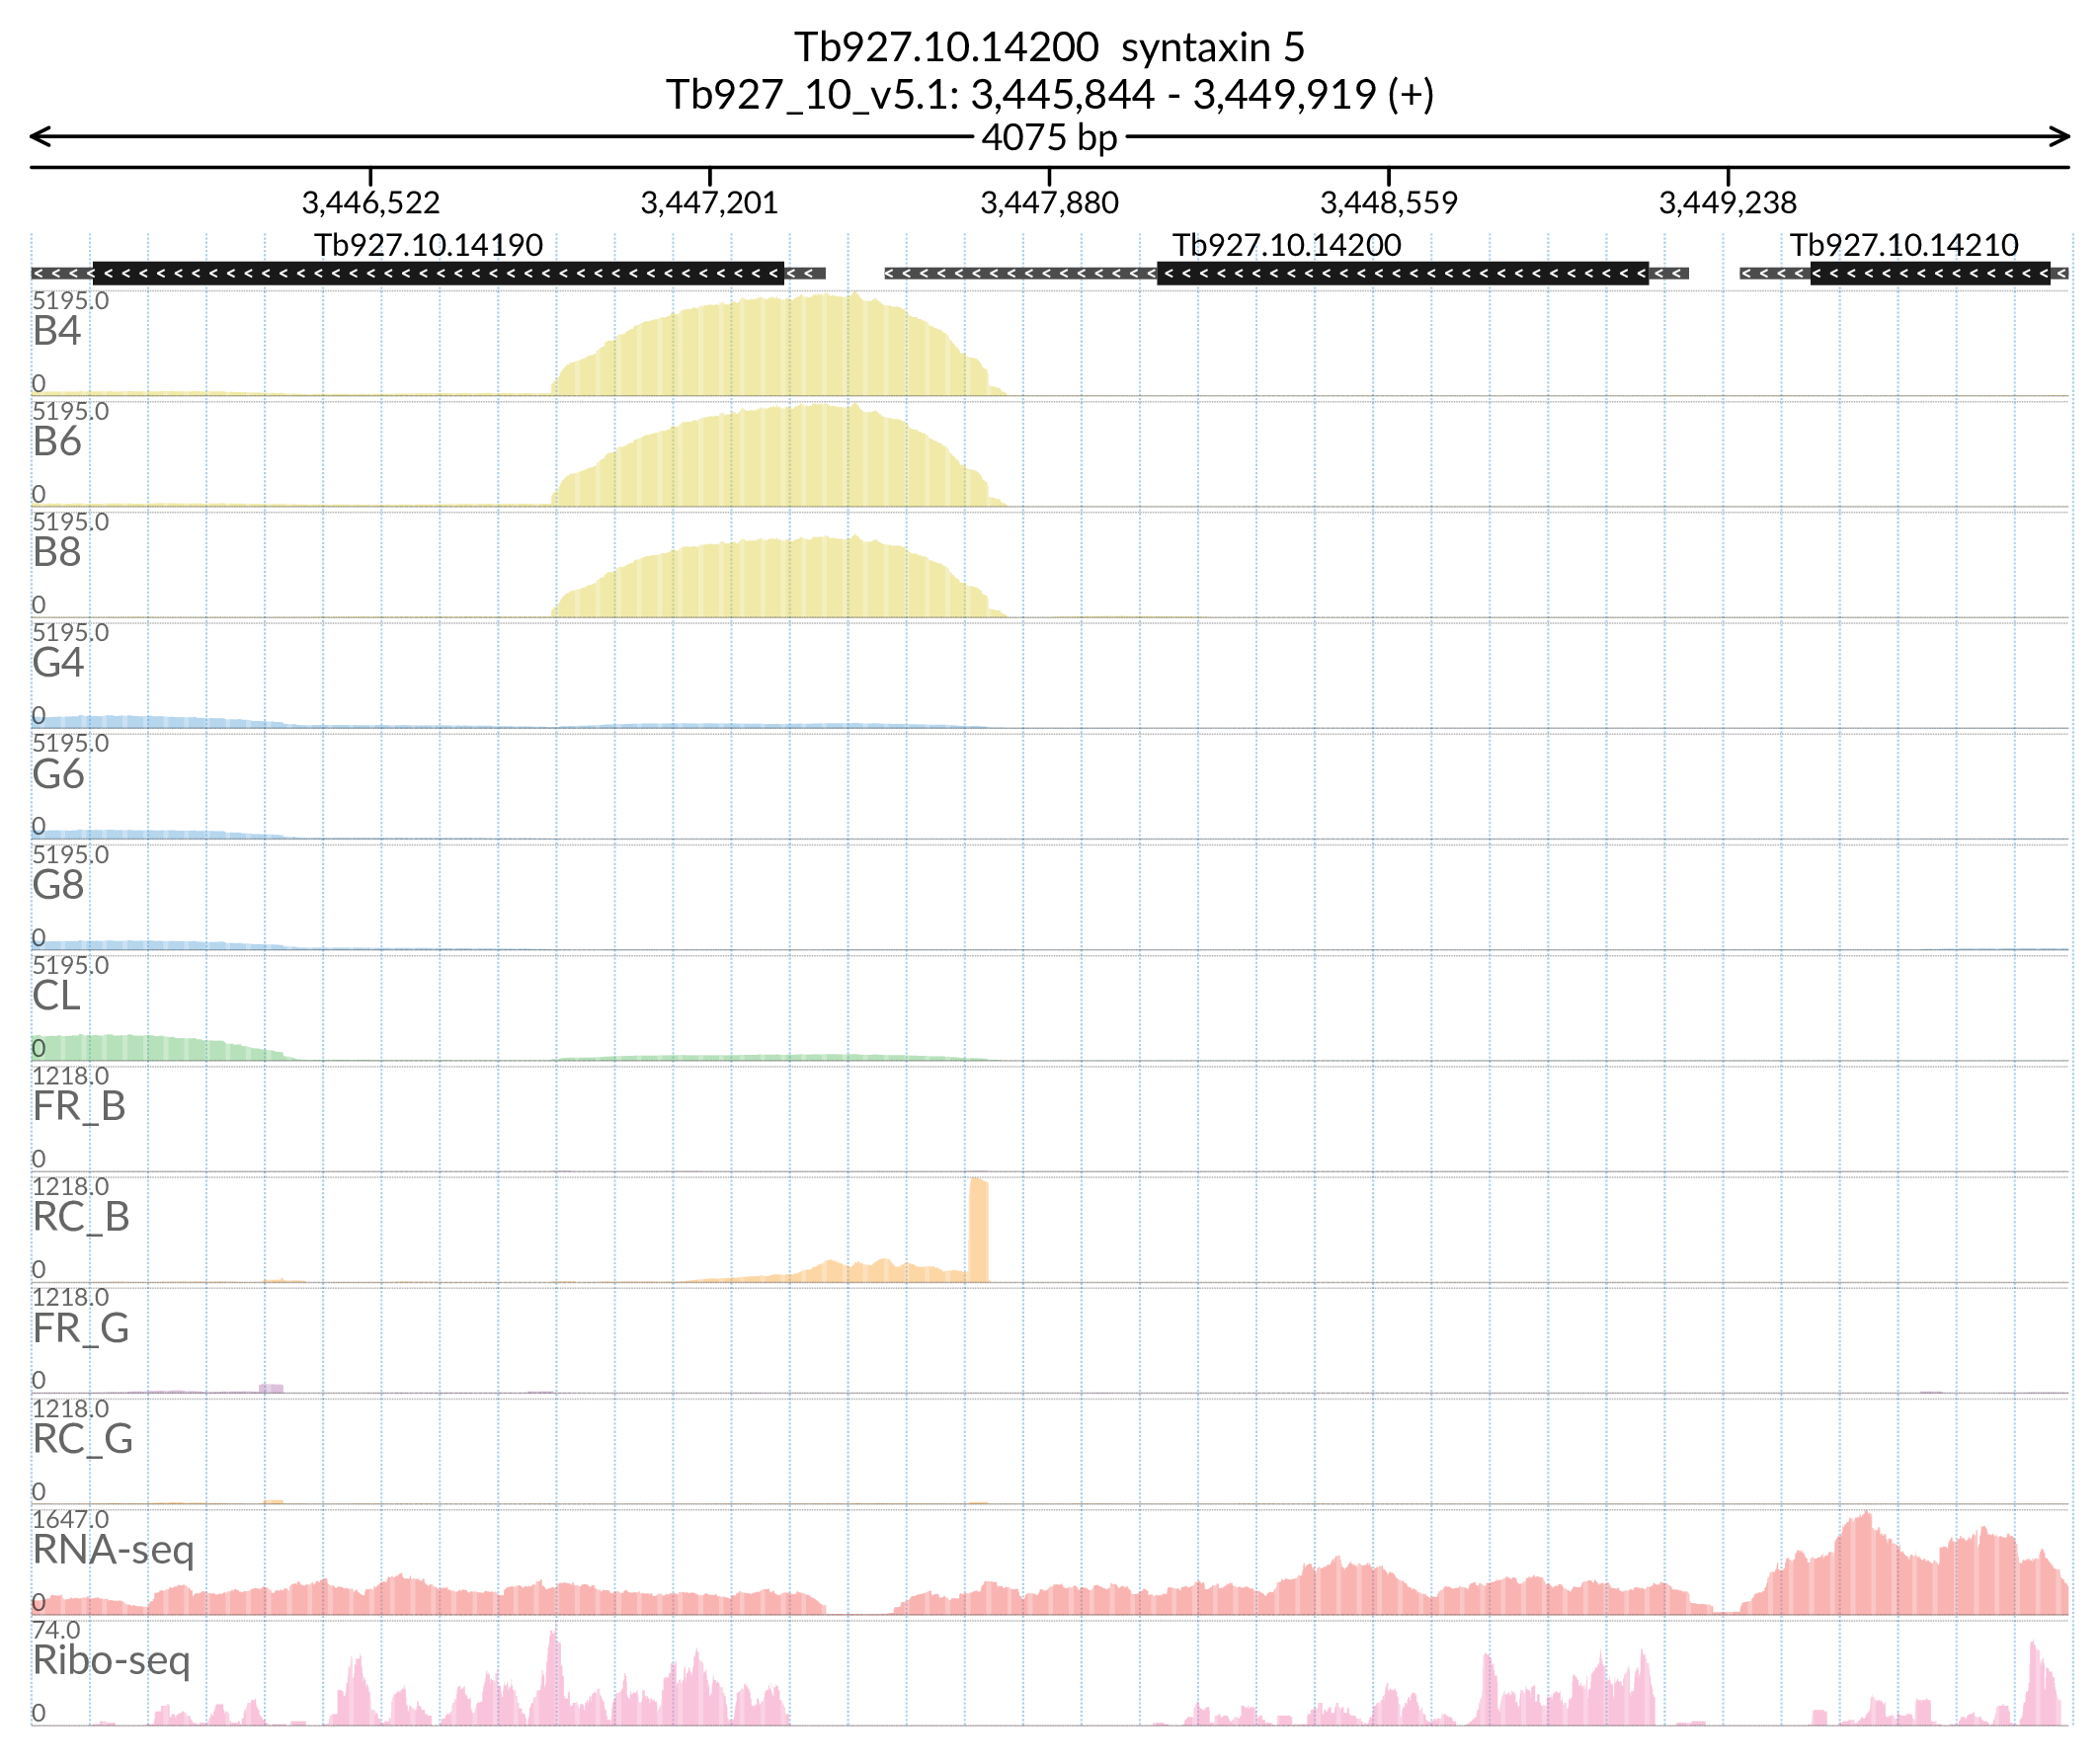 Tb927.10.14200 syntaxin 5
Tb927_10_v5.1: 3,445,844 - 3,449,919 (+)
4075 bp
3,446,522 3,447,201 3,447,880 3,448,559 3,449,238
Tb927.10.14190 Tb927.10.14200 Tb927.10.14210
5195.0
B4
0
5195.0
B6
0
5195.0
B8
0
5195.0
G4
0
5195.0
G6
0
5195.0
G8
0
5195.0
CL
0
1218.0
FR_B
0
1218.0
RC_B
0
1218.0
FR_G
0
1218.0
RC_G
0
1647.0
RNA-seq
0
74.0
Ribo-seq
0